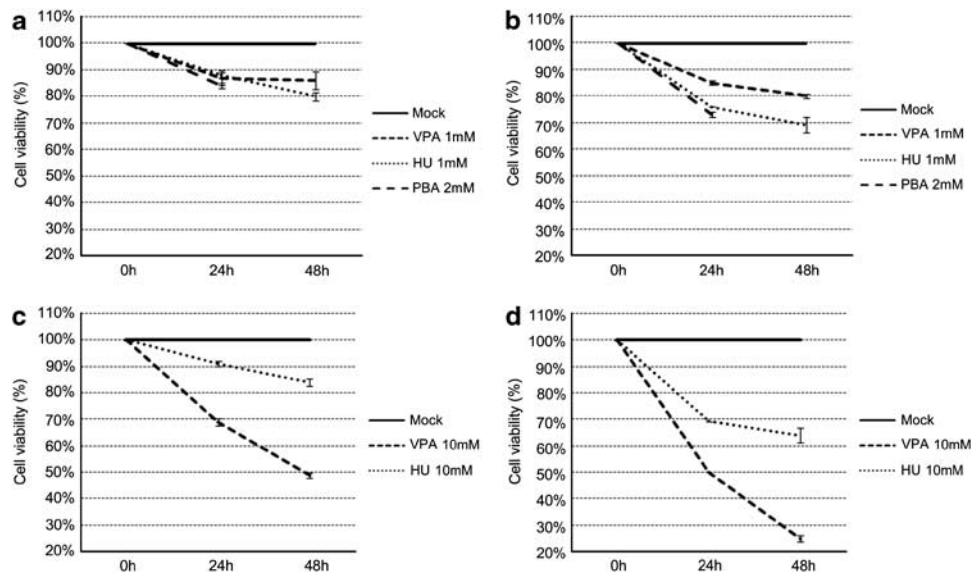 a
110%
100%
90%
80%
70%
60%
50%
40%
30%
20%
Cell viability (%)
0h 24h 48h
Mock
VPA 1mM
HU 1mM
PBA 2mM
b
110%
100%
90%
80%
70%
60%
50%
40%
30%
20%
Cell viability (%)
0h 24h 48h
Mock
VPA 1mM
HU 1mM
PBA 2mM
c
110%
100%
90%
80%
70%
60%
50%
40%
30%
20%
Cell viability (%)
0h 24h 48h
Mock
VPA 10mM
HU 10mM
d
110%
100%
90%
80%
70%
60%
50%
40%
30%
20%
Cell viability (%)
0h 24h 48h
Mock
VPA 10mM
HU 10mM